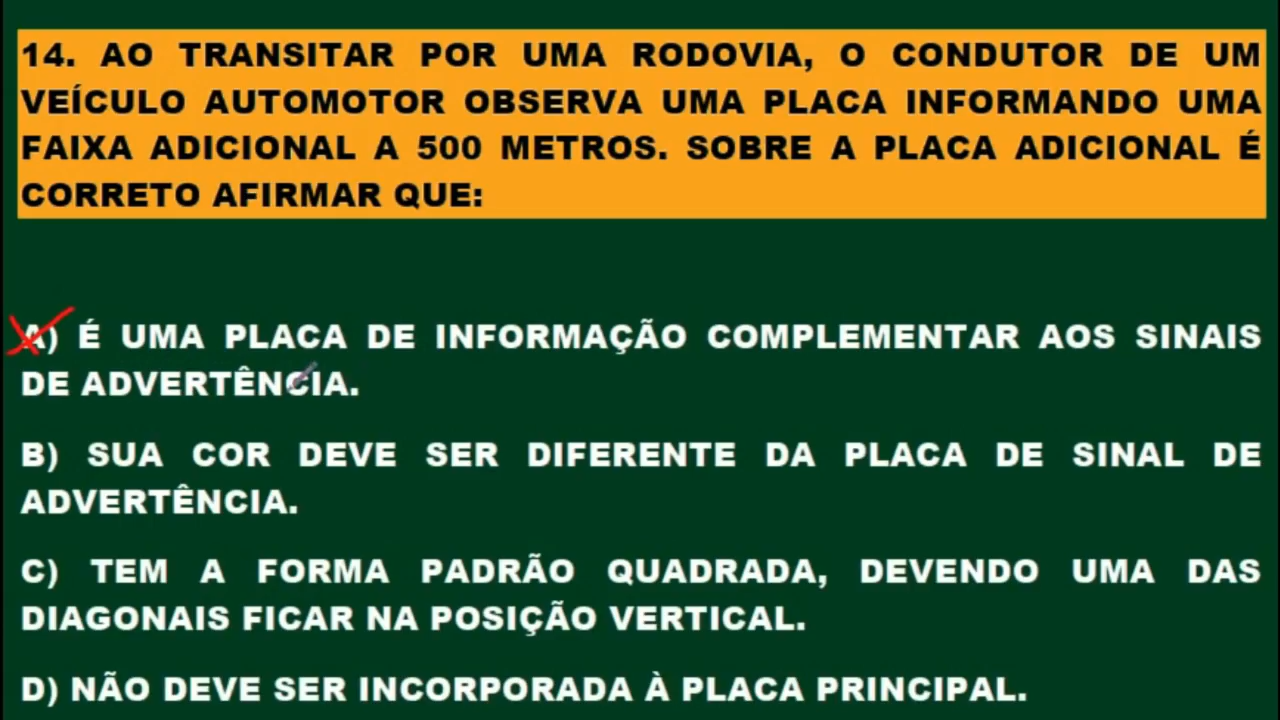 14. AO TRANSITAR POR UMA RODOVIA, O CONDUTOR DE UM
VEÍCULO AUTOMOTOR OBSERVA UMA PLACA INFORMANDO UMA
FAIXA ADICIONAL A 500 METROS. SOBRE A PLACA ADICIONAL É
CORRETO AFIRMAR QUE:
A) É UMA PLACA DE INFORMAÇÃO COMPLEMENTAR AOS SINAIS
DE ADVERTÊNCIA.
B) SUA COR DEVE SER DIFERENTE DA PLACA DE SINAL DE
ADVERTÊNCIA.
C) TEM A FORMA PADRÃO QUADRADA, DEVENDO UMA DAS
DIAGONAIS FICAR NA POSIÇÃO VERTICAL.
D) NÃO DEVE SER INCORPORADA À PLACA PRINCIPAL.